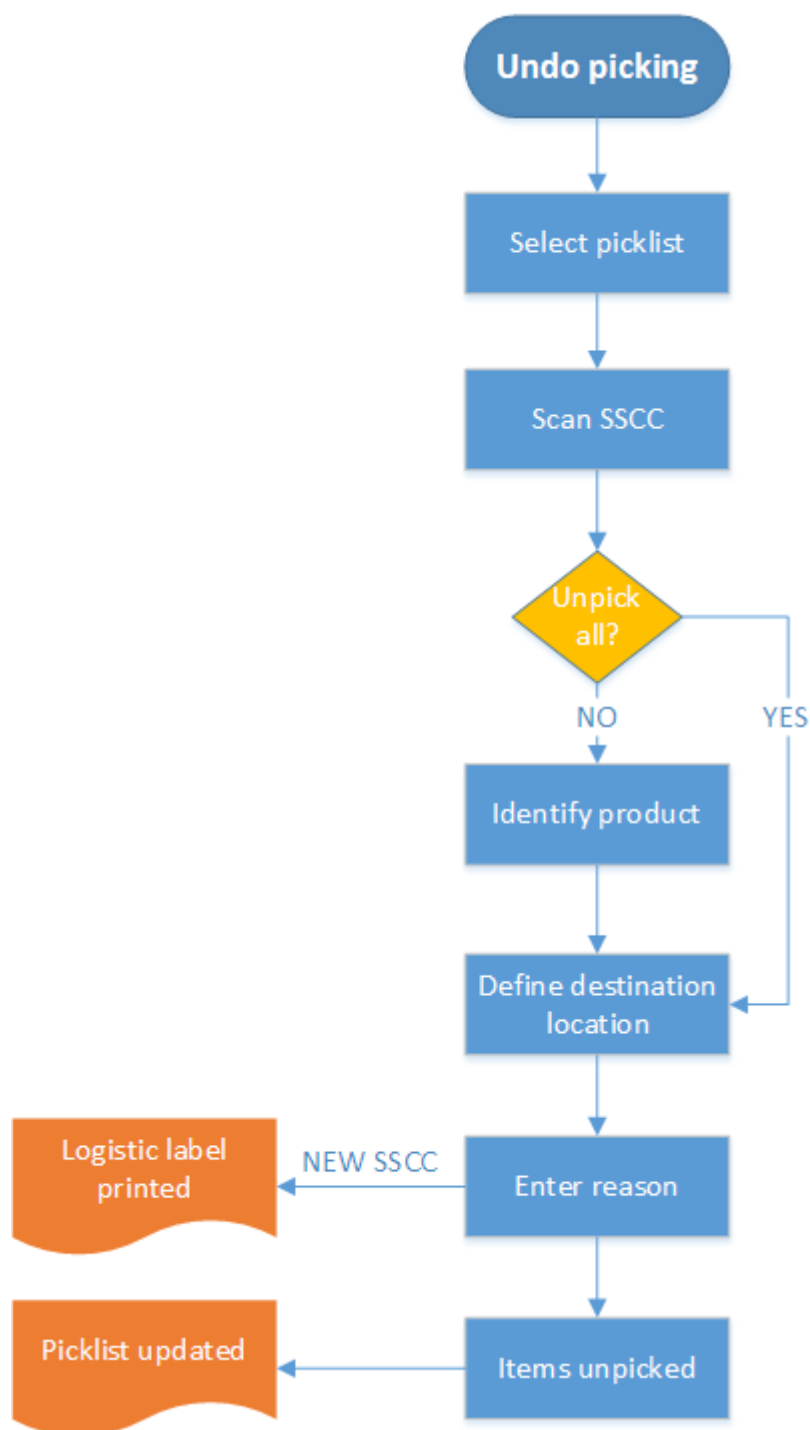 Undo picking
Select picklist
Scan SSCC
Unpick
all?
NO
YES
Identify product
Define destination
location
Logistic label
printed
NEW SSCC
Enter reason
Picklist updated
Items unpicked